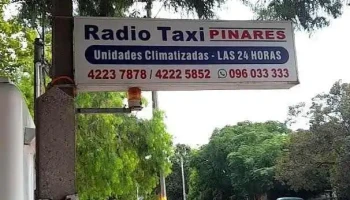 Radio Taxi PINARES
Unidades Climatizadas - LAS 24 HORAS
4223 7878 / 4222 5852 096 033 333